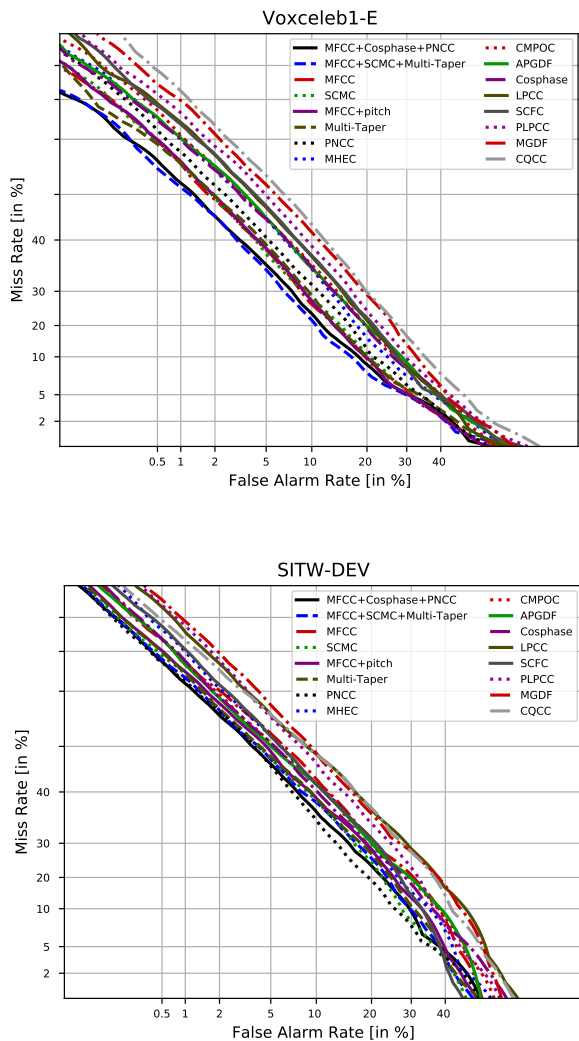 Voxceleb1-E
MFCC+Cosphase+PNCC
MFCC+SCMC+Multi-Taper
MFCC
SCMC
MFCC+pitch
Multi-Taper
PNCC
MHEC
CMPOC
APGDF
Cosphase
LPCC
SCFC
PLPCC
MGDF
CQCC
Miss Rate [in %]
40
30
20
10
5
2
0.5 1 2 5 10 20 30 40
False Alarm Rate [in %]
SITW-DEV
MFCC+Cosphase+PNCC
MFCC+SCMC+Multi-Taper
MFCC
SCMC
MFCC+pitch
Multi-Taper
PNCC
MHEC
CMPOC
APGDF
Cosphase
LPCC
SCFC
PLPCC
MGDF
CQCC
Miss Rate [in %]
40
30
20
10
5
2
0.5 1 2 5 10 20 30 40
False Alarm Rate [in %]